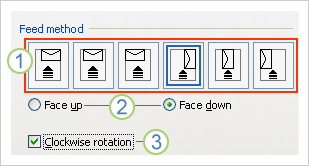 Feed method
1
Face up 2 Face down
Clockwise rotation 3